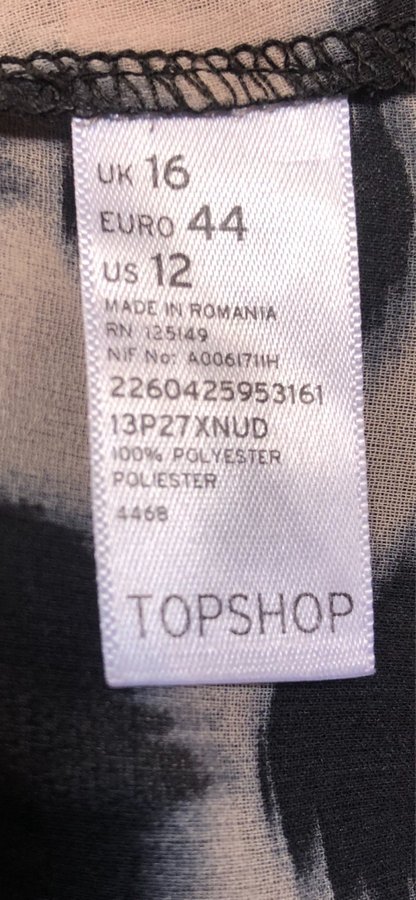 UK 16
EURO 44
US 12
MADE IN ROMANIA
RN 125149
NIF No: A0061711H
2260425953161
13P27XNUD
100% POLYESTER
POLIESTER
4468
TOPSHOP